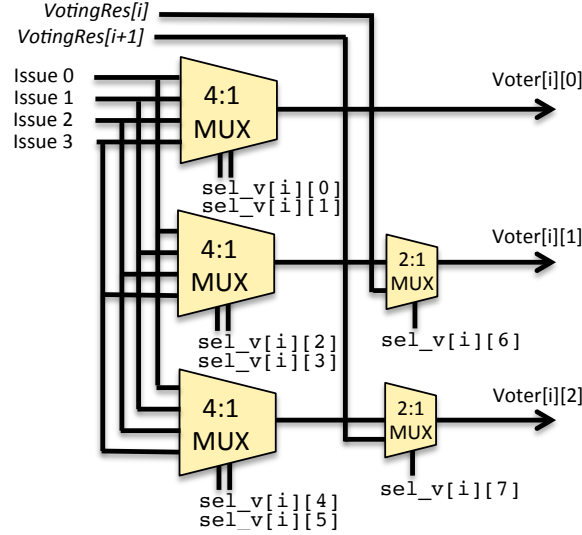 VotingRes[i]
VotingRes[i+1]
Issue 0
Issue 1
Issue 2
Issue 3
4:1
MUX
Voter[i][0]
sel_v[i][0]
sel_v[i][1]
4:1
MUX
2:1
MUX
Voter[i][1]
sel_v[i][2]
sel_v[i][3]
sel_v[i][6]
4:1
MUX
2:1
MUX
Voter[i][2]
sel_v[i][4]
sel_v[i][5]
sel_v[i][7]